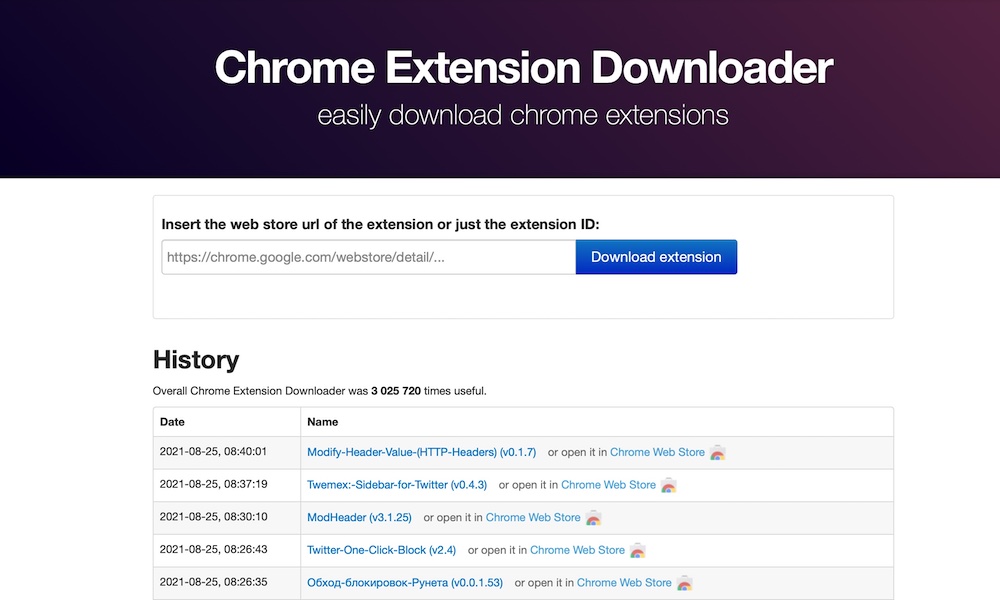 Chrome Extension Downloader
easily download chrome extensions
Insert the web store url of the extension or just the extension ID:
https://chrome.google.com/webstore/detail/... Download extension
History
Overall Chrome Extension Downloader was 3 025 720 times useful.
Date Name
2021-08-25, 08:40:01 Modify-Header-Value-(HTTP-Headers) (v0.1.7) or open it in Chrome Web Store
2021-08-25, 08:37:19 Twemex:-Sidebar-for-Twitter (v0.4.3) or open it in Chrome Web Store
2021-08-25, 08:30:10 ModHeader (v3.1.25) or open it in Chrome Web Store
2021-08-25, 08:26:43 Twitter-One-Click-Block (v2.4) or open it in Chrome Web Store
2021-08-25, 08:26:35 Обход-блокировок-Рунета (v0.0.1.53) or open it in Chrome Web Store